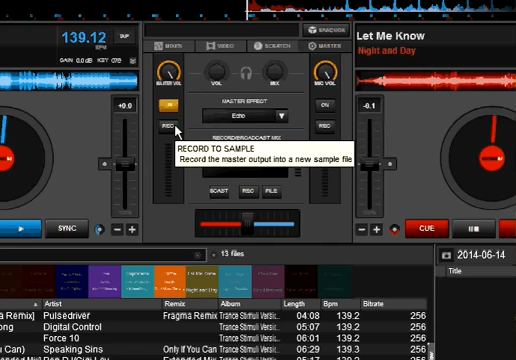 139.12
BPM
TAP
GAIN 0.0 dB KEY
Let Me Know
Night and Day
MIXER
VIDEO
SCRATCH
MASTER
MASTER VOL
VOL
MIX
MIC VOL
+0.0
-0.1
MASTER EFFECT
Echo
ON
REC
REC
RECORD/BROADCAST MIX
RECORD TO SAMPLE
Record the master output into a new sample file
BCAST
REC
FILE
SYNC
CUE
13 files
2014-06-14
Title
Artist
Remix
Album
Length
Bpm
Bitrate
Remix] Pulsedriver Fragma Remix) Trance Stimuli Versi... 04:08 139.2 256
ong Digital Control Trance Stimuli Versi... 05:07 139.2 256
Force 10 Trance Stimuli Versi... 06:01 139.2 256
Speaking Sins Only If You Can Trance Stimuli Versi... 06:29 139.2 256